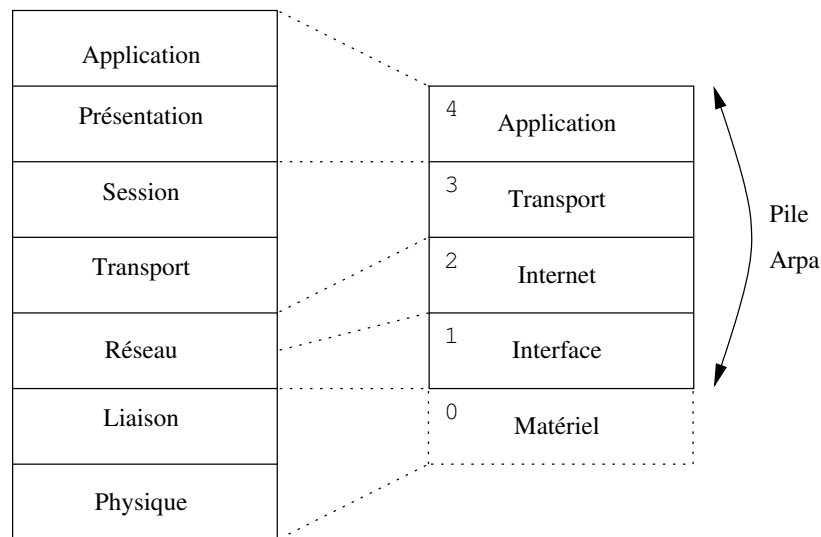 Application
Présentation
Session
Transport
Réseau
Liaison
Physique
4
Application
3
Transport
2
Internet
1
Interface
0
Matériel
Pile
Arpa